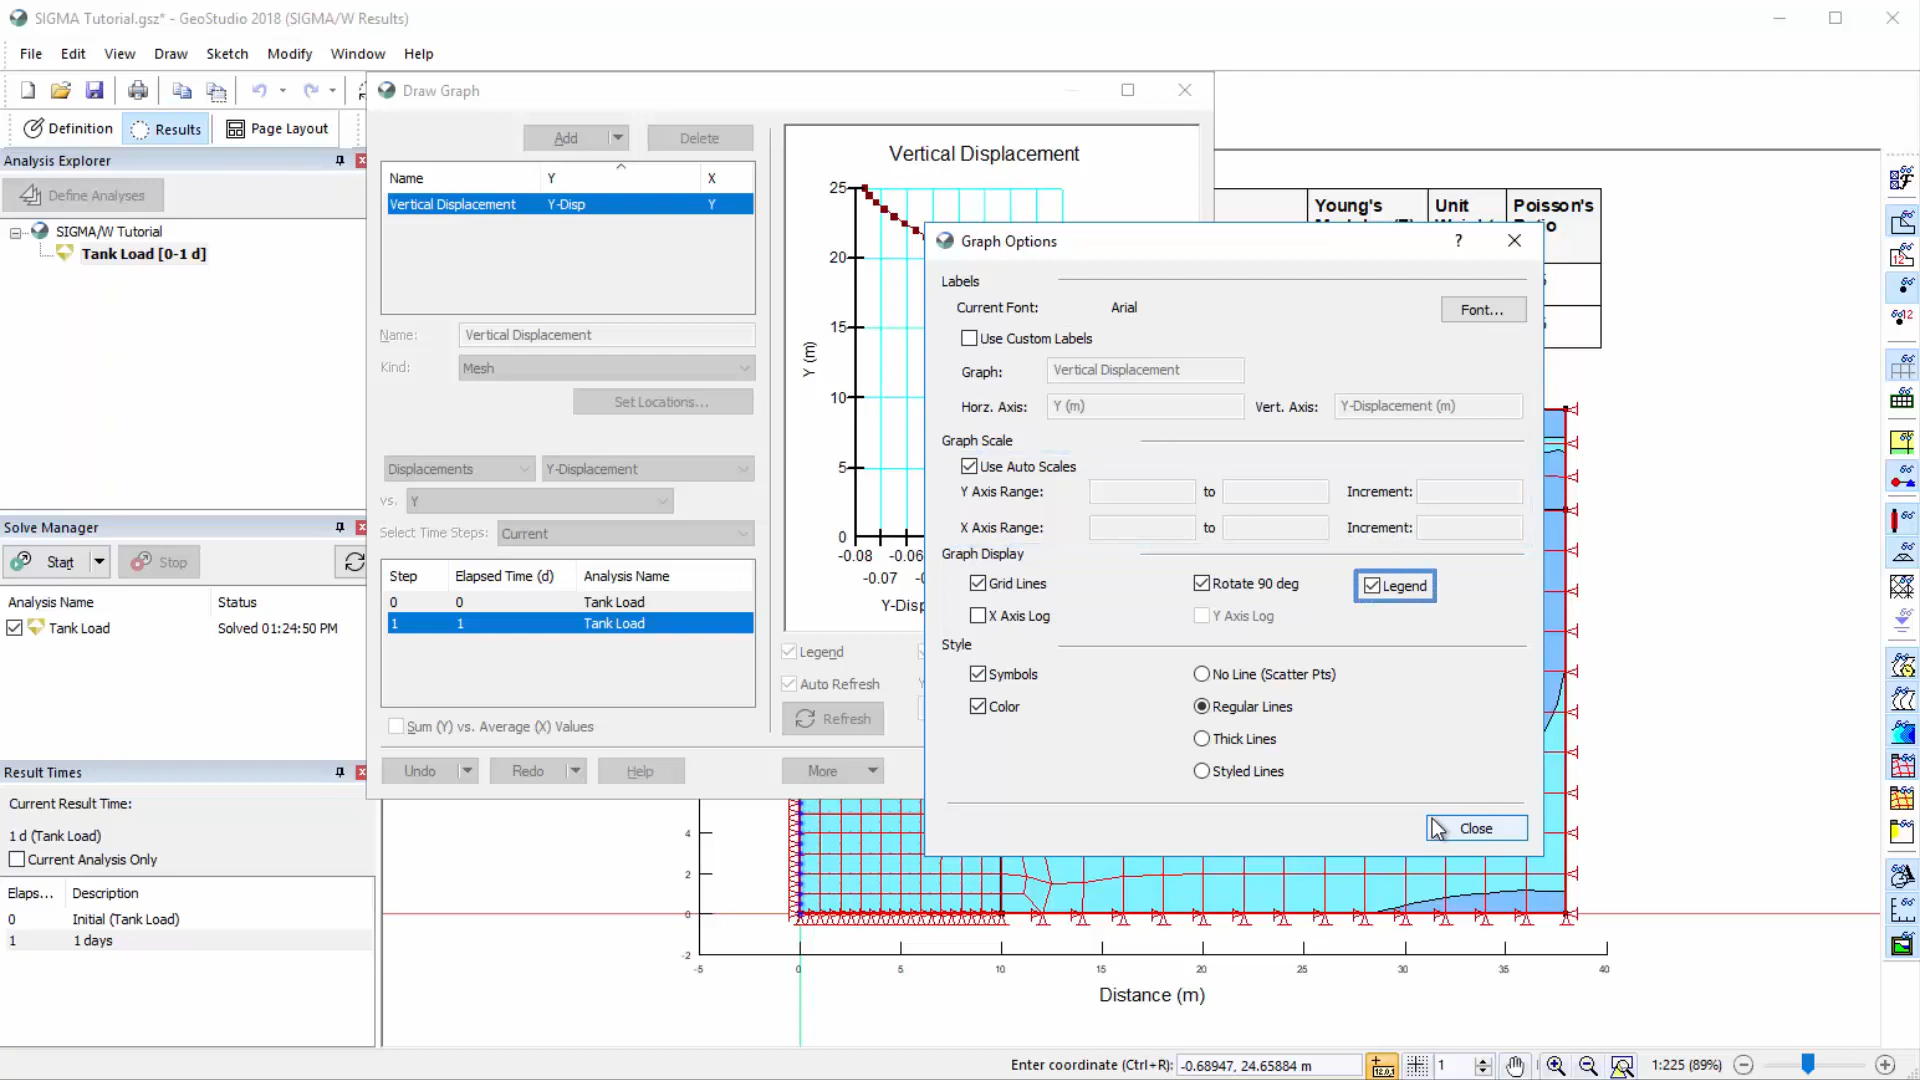 SIGMA Tutorial.gsz* - GeoStudio 2018 (SIGMA/W Results)
File Edit View Draw Sketch Modify Window Help
Definition Results Page Layout
Analysis Explorer
Define Analyses
SIGMA/W Tutorial
Tank Load [0-1 d]
Solve Manager
Start Stop
Analysis Name Status
Tank Load Solved 01:24:50 PM
Result Times
Current Result Time:
1 d (Tank Load)
Current Analysis Only
Elaps... Description
0 Initial (Tank Load)
1 1 days
Draw Graph
Add Delete
Name Y X
Vertical Displacement Y-Disp Y
Name: Vertical Displacement
Kind: Mesh
Set Locations...
Displacements Y-Displacement
vs. Y
Select Time Steps: Current
Step Elapsed Time (d) Analysis Name
0 0 Tank Load
1 1 Tank Load
Sum (Y) vs. Average (X) Values
Undo Redo Help More
Vertical Displacement
Y (m)
25
20
15
10
5
0
-0.08 -0.06
-0.07
Y-Disp
Legend
Auto Refresh
Refresh
Young's Unit Poisson's
Graph Options
?
Labels
Current Font: Arial Font...
Use Custom Labels
Graph: Vertical Displacement
Horz. Axis: Y (m) Vert. Axis: Y-Displacement (m)
Graph Scale
Use Auto Scales
Y Axis Range: to Increment:
X Axis Range: to Increment:
Graph Display
Grid Lines Rotate 90 deg Legend
X Axis Log Y Axis Log
Style
Symbols No Line (Scatter Pts)
Color Regular Lines
Thick Lines
Styled Lines
Close
4
2
0
-2
-5 0 5 10 15 20 25 30 35 40
Distance (m)
Enter coordinate (Ctrl+R): -0.68947, 24.65884 m 1 1:225 (89%)